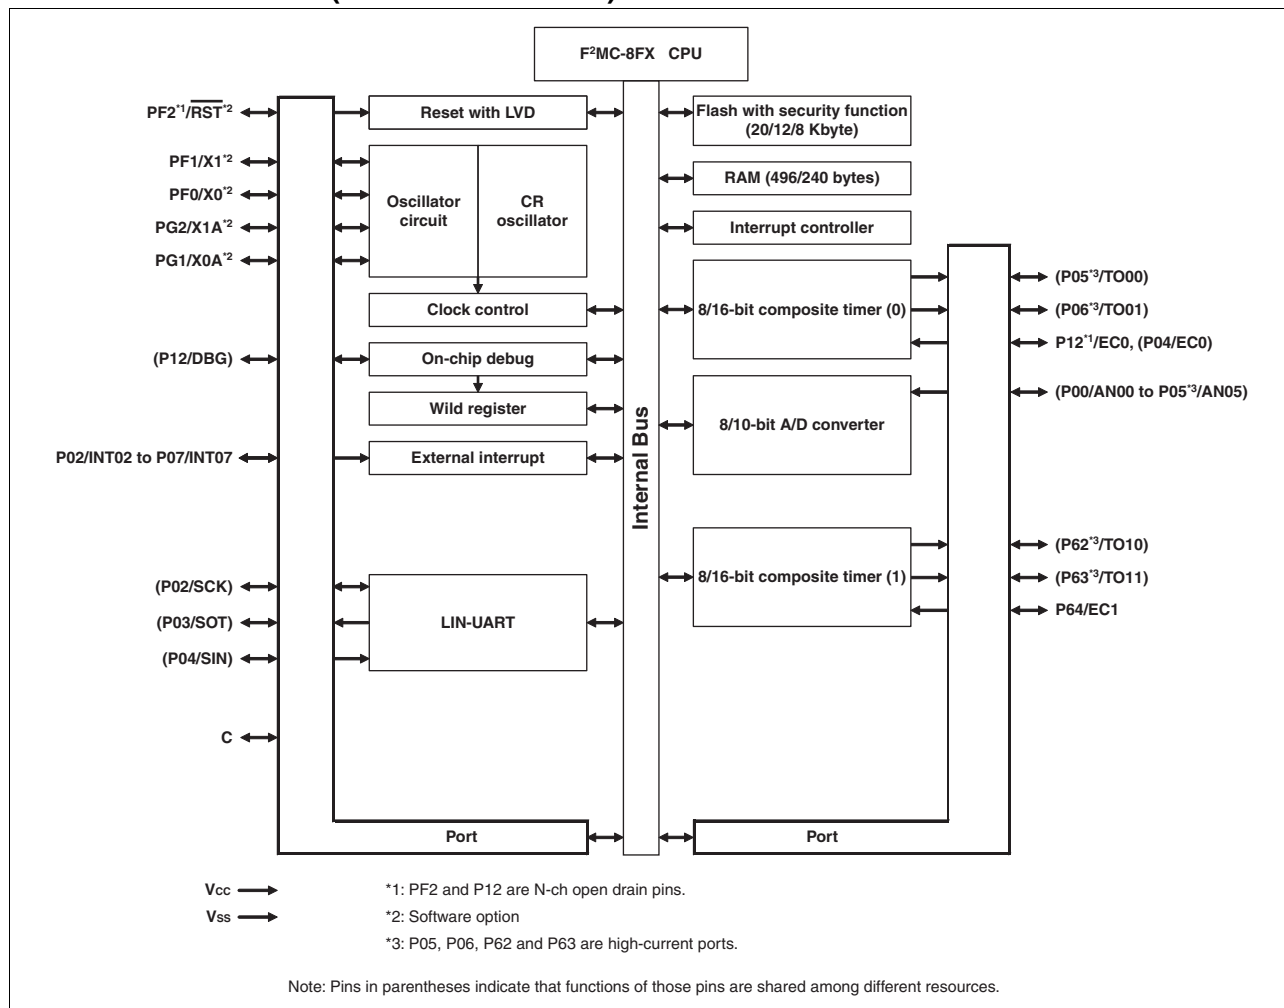 F²MC-8FX CPU
PF2*1/RST*2
PF1/X1*2
PF0/X0*2
PG2/X1A*2
PG1/X0A*2
(P12/DBG)
P02/INT02 to P07/INT07
(P02/SCK)
(P03/SOT)
(P04/SIN)
C
Reset with LVD
Oscillator
circuit
CR
oscillator
Clock control
On-chip debug
Wild register
External interrupt
LIN-UART
Port
Internal Bus
Flash with security function
(20/12/8 Kbyte)
RAM (496/240 bytes)
Interrupt controller
8/16-bit composite timer (0)
8/10-bit A/D converter
8/16-bit composite timer (1)
Port
(P05*3/TO00)
(P06*3/TO01)
P12*1/EC0, (P04/EC0)
(P00/AN00 to P05*3/AN05)
(P62*3/TO10)
(P63*3/TO11)
P64/EC1
Vcc
Vss
*1: PF2 and P12 are N-ch open drain pins.
*2: Software option
*3: P05, P06, P62 and P63 are high-current ports.
Note: Pins in parentheses indicate that functions of those pins are shared among different resources.